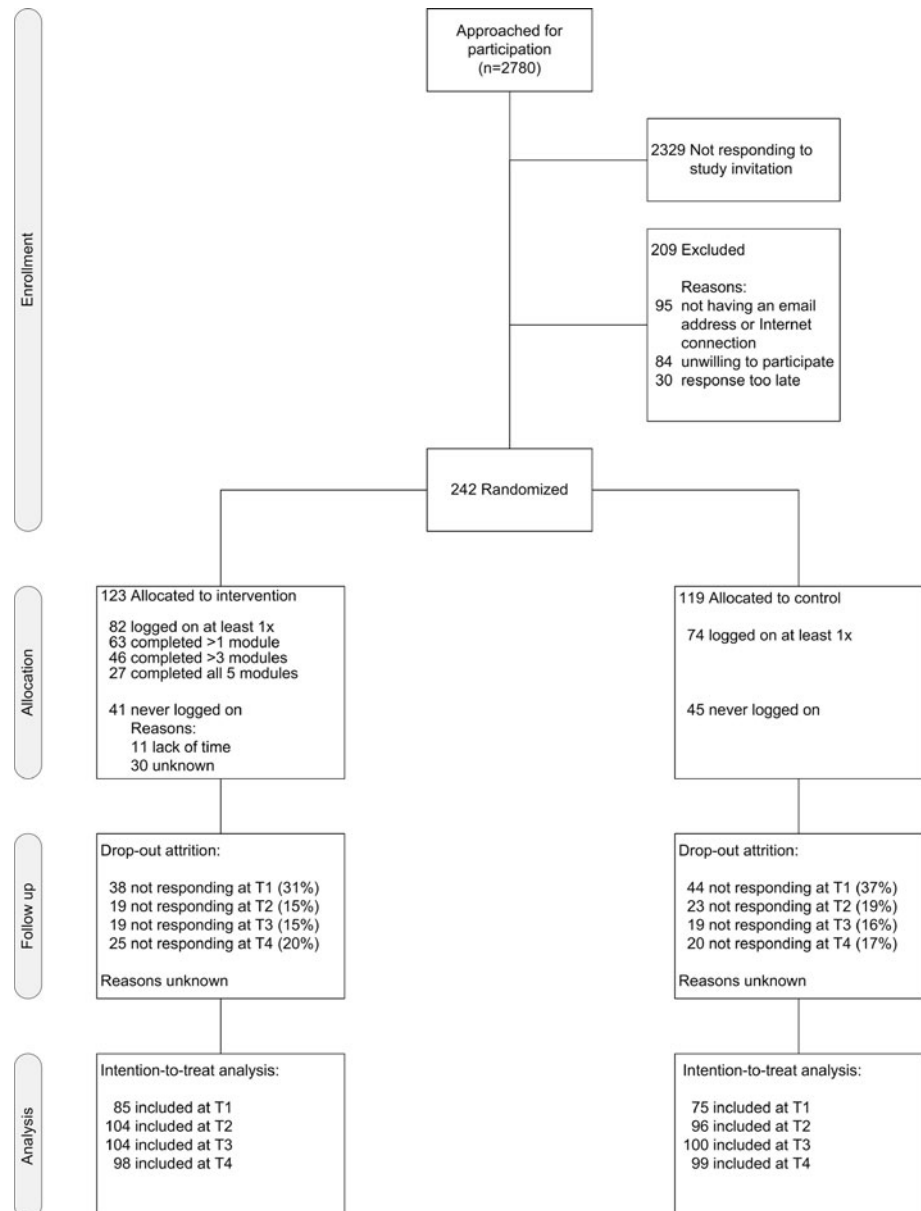 Approached for
participation
(n=2780)
2329 Not responding to
study invitation
209 Excluded
Reasons:
95 not having an email
address or Internet
connection
84 unwilling to participate
30 response too late
Enrollment
242 Randomized
Allocation
123 Allocated to intervention
82 logged on at least 1x
63 completed >1 module
46 completed >3 modules
27 completed all 5 modules
41 never logged on
Reasons:
11 lack of time
30 unknown
119 Allocated to control
74 logged on at least 1x
45 never logged on
Follow up
Drop-out attrition:
38 not responding at T1 (31%)
19 not responding at T2 (15%)
19 not responding at T3 (15%)
25 not responding at T4 (20%)
Reasons unknown
Drop-out attrition:
44 not responding at T1 (37%)
23 not responding at T2 (19%)
19 not responding at T3 (16%)
20 not responding at T4 (17%)
Reasons unknown
Analysis
Intention-to-treat analysis:
85 included at T1
104 included at T2
104 included at T3
98 included at T4
Intention-to-treat analysis:
75 included at T1
96 included at T2
100 included at T3
99 included at T4